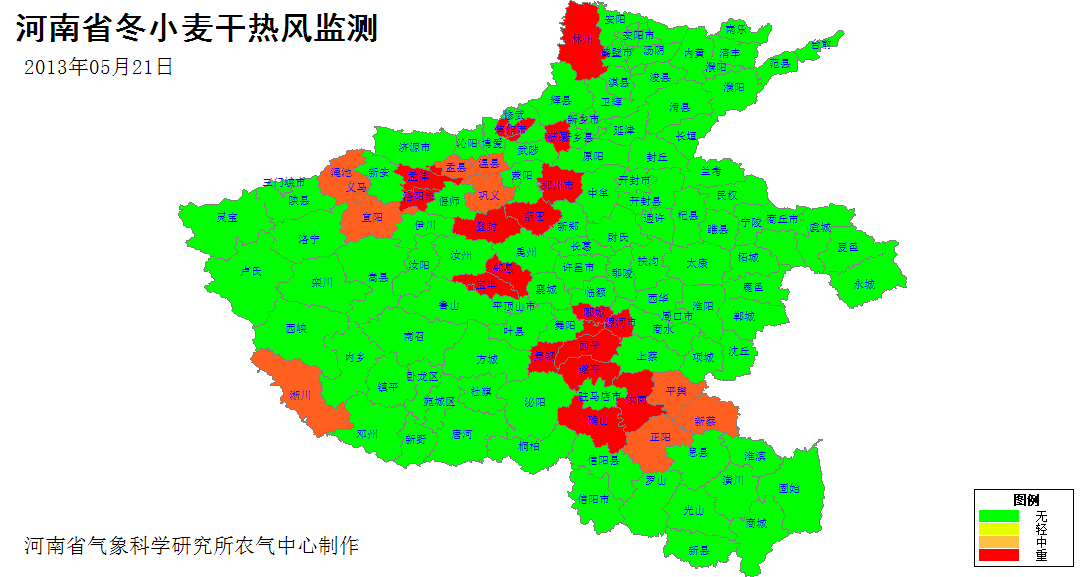 河南省冬小麦干热风监测
2013年05月21日
林州
安阳
安阳市
南乐
鹤壁市
汤阴
内黄
清丰
台前
范县
濮阳
濮阳
淇县
浚县
辉县
卫辉
滑县
修武
新乡市
新乡县
延津
长垣
济源市
沁阳
博爱
武陟
原阳
封丘
兰考
渑池
新安
孟津
孟县
温县
荥阳
郑州市
中牟
开封市
开封县
民权
三门峡市
陕县
义马
洛阳
偃师
巩义
灵宝
宜阳
伊川
登封
新密
新郑
通许
杞县
睢县
宁陵
商丘市
虞城
洛宁
汝州
禹州
长葛
尉氏
夏邑
卢氏
栾川
嵩县
汝阳
郏县
许昌市
鄢陵
扶沟
太康
柘城
永城
宝丰
襄城
临颍
西华
淮阳
鹿邑
鲁山
平顶山市
郾城
漯河市
周口市
郸城
西峡
南召
叶县
舞阳
商水
西平
舞钢
内乡
方城
遂平
上蔡
项城
沈丘
淅川
镇平
卧龙区
宛城区
社旗
泌阳
驻马店市
汝南
平舆
确山
新蔡
邓州
新野
唐河
桐柏
正阳
信阳县
息县
淮滨
信阳市
罗山
潢川
固始
光山
商城
新县
图例
无
轻
中
重
河南省气象科学研究所农气中心制作